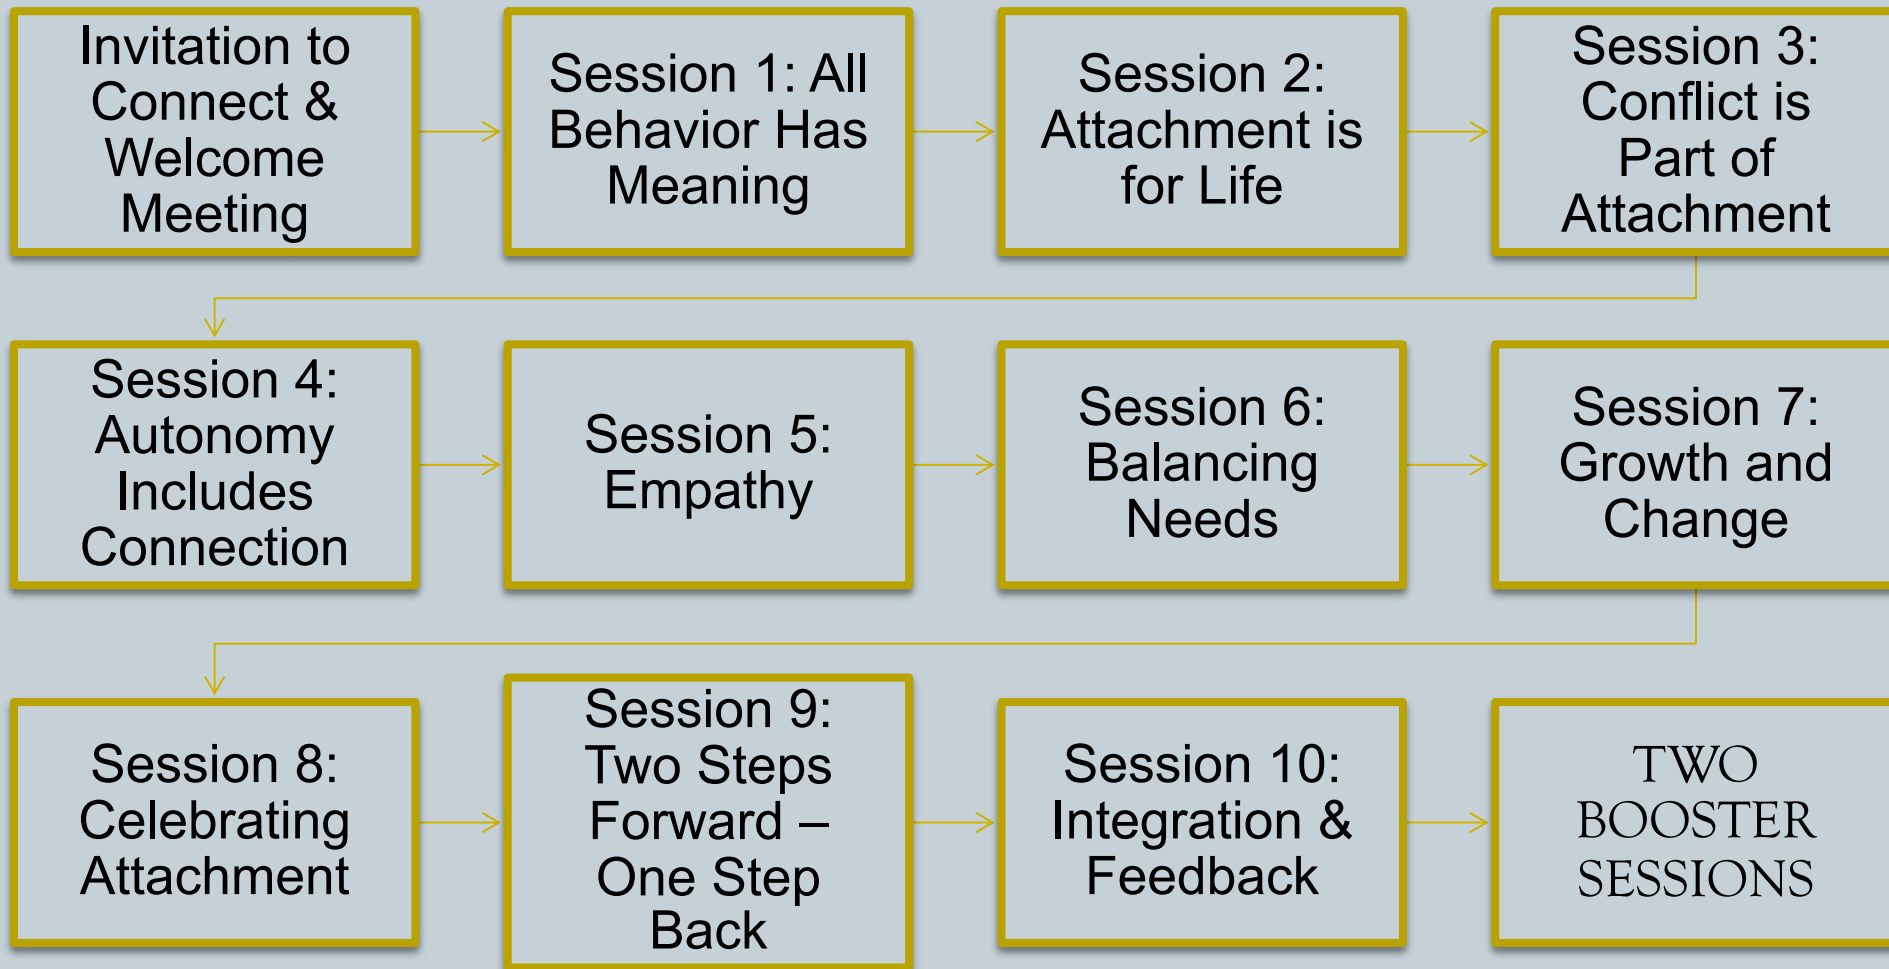 Invitation to
Connect &
Welcome
Meeting
Session 1: All
Behavior Has
Meaning
Session 2:
Attachment is
for Life
Session 3:
Conflict is
Part of
Attachment
Session 4:
Autonomy
Includes
Connection
Session 5:
Empathy
Session 6:
Balancing
Needs
Session 7:
Growth and
Change
Session 8:
Celebrating
Attachment
Session 9:
Two Steps
Forward –
One Step
Back
Session 10:
Integration &
Feedback
TWO
BOOSTER
SESSIONS